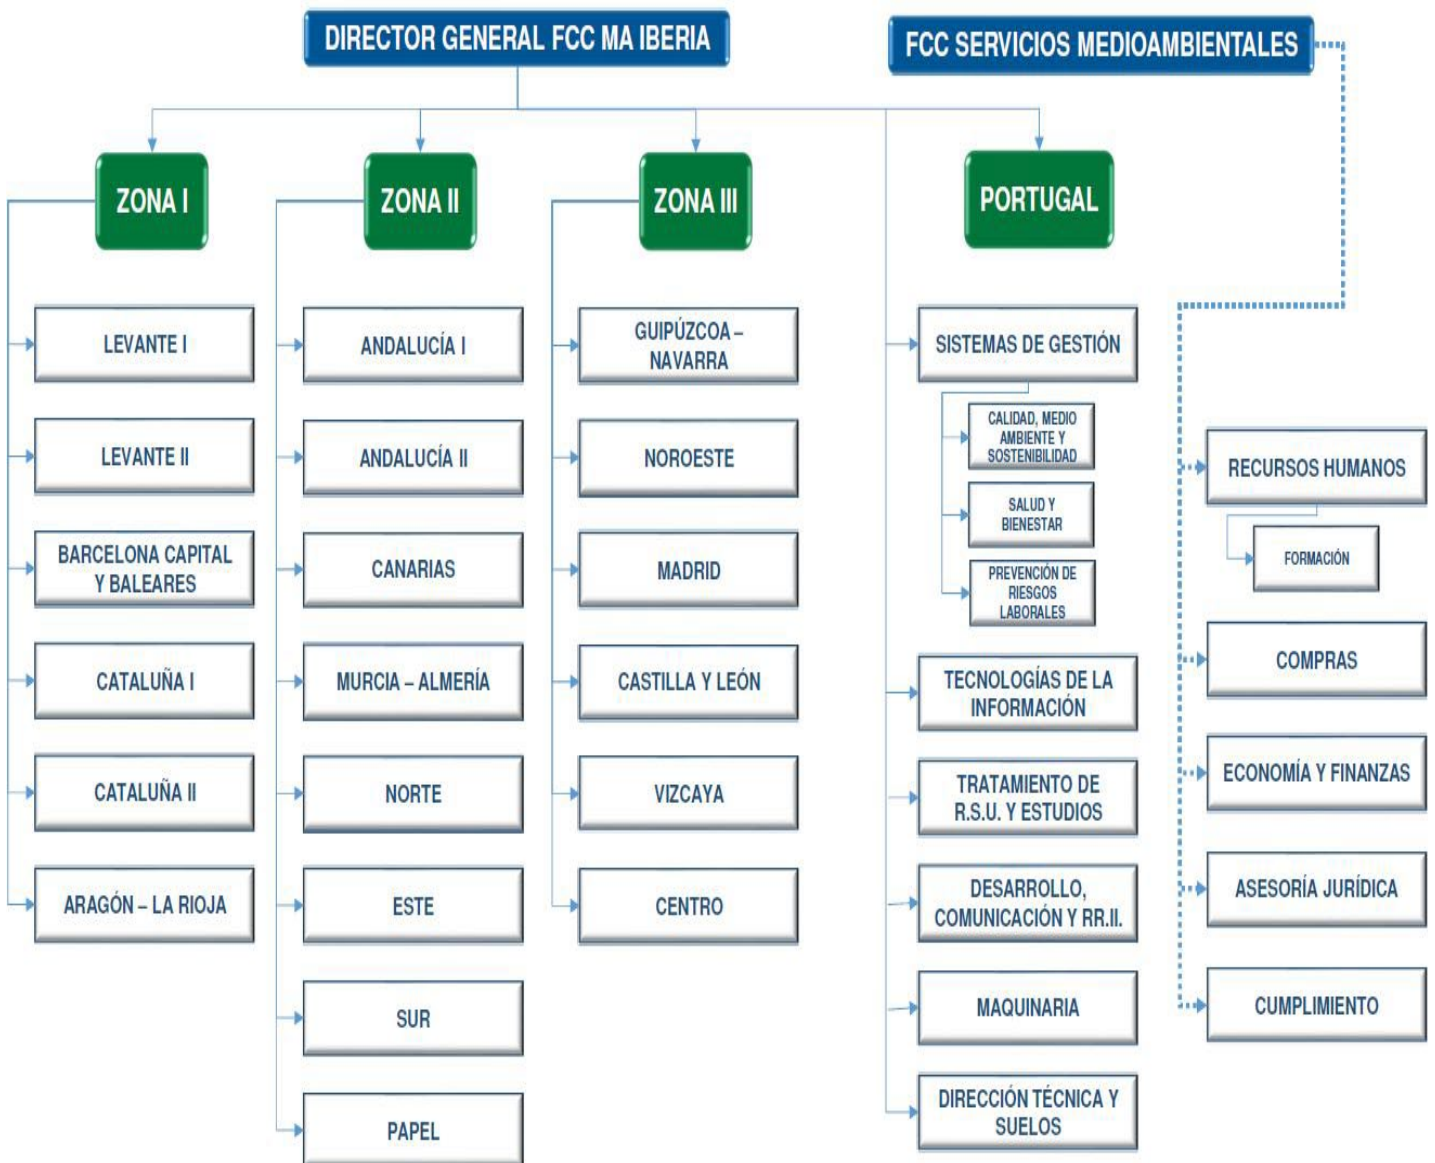 DIRECTOR GENERAL FCC MA IBERIA
FCC SERVICIOS MEDIOAMBIENTALES
ZONA I
LEVANTE I
LEVANTE II
BARCELONA CAPITAL
Y BALEARES
CATALUÑA I
CATALUÑA II
ARAGÓN – LA RIOJA
ZONA II
ANDALUCÍA I
ANDALUCÍA II
CANARIAS
MURCIA – ALMERÍA
NORTE
ESTE
SUR
PAPEL
ZONA III
GUIPÚZCOA –
NAVARRA
NOROESTE
MADRID
CASTILLA Y LEÓN
VIZCAYA
CENTRO
PORTUGAL
SISTEMAS DE GESTIÓN
CALIDAD, MEDIO
AMBIENTE Y
SOSTENIBILIDAD
SALUD Y
BIENESTAR
PREVENCIÓN DE
RIESGOS
LABORALES
TECNOLOGÍAS DE LA
INFORMACIÓN
TRATAMIENTO DE
R.S.U. Y ESTUDIOS
DESARROLLO,
COMUNICACIÓN Y RR.II.
MAQUINARIA
DIRECCIÓN TÉCNICA Y
SUELOS
RECURSOS HUMANOS
FORMACIÓN
COMPRAS
ECONOMÍA Y FINANZAS
ASESORÍA JURÍDICA
CUMPLIMIENTO